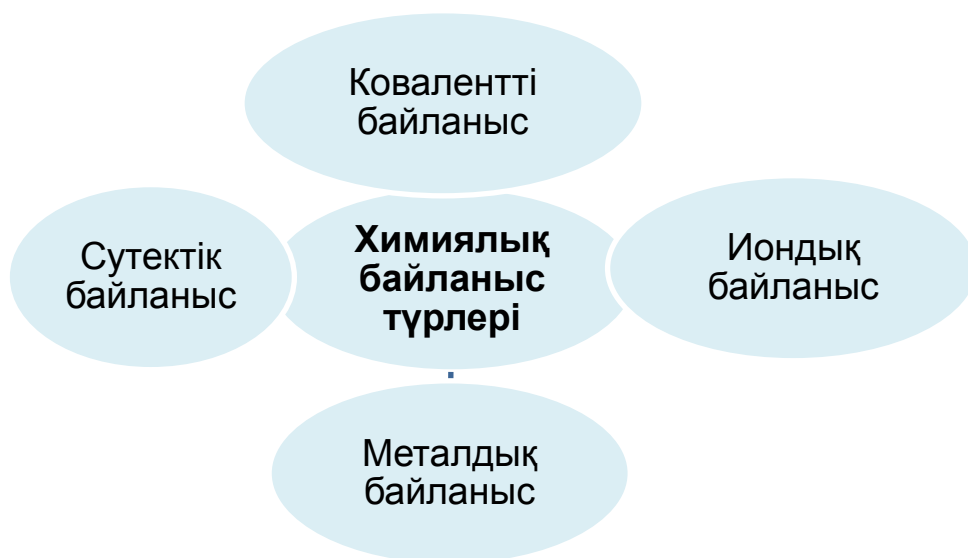 Ковалентті
байланыс
Сутектік
байланыс
Химиялық
байланыс
түрлері
Иондық
байланыс
Металдық
байланыс